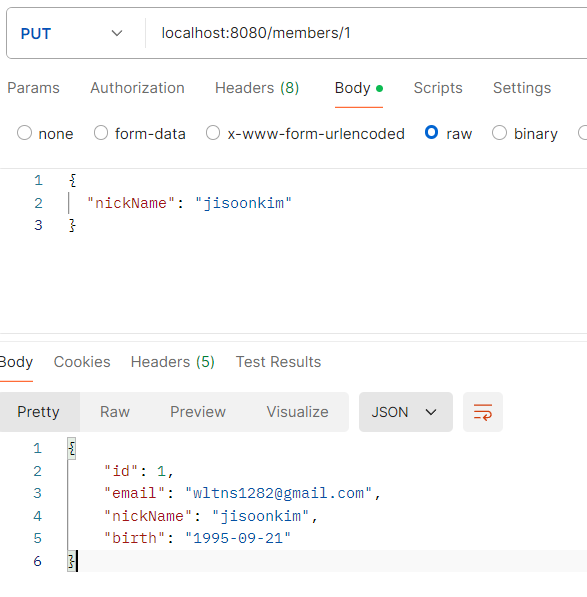 PUT localhost:8080/members/1
Params Authorization Headers (8) Body Scripts Settings
none form-data x-www-form-urlencoded raw binary
1 {
2 "nickName": "jisoonkim"
3 }
Body Cookies Headers (5) Test Results
Pretty Raw Preview Visualize JSON
1 {
2 "id": 1,
3 "email": "wltns1282@gmail.com",
4 "nickName": "jisoonkim",
5 "birth": "1995-09-21"
6 }